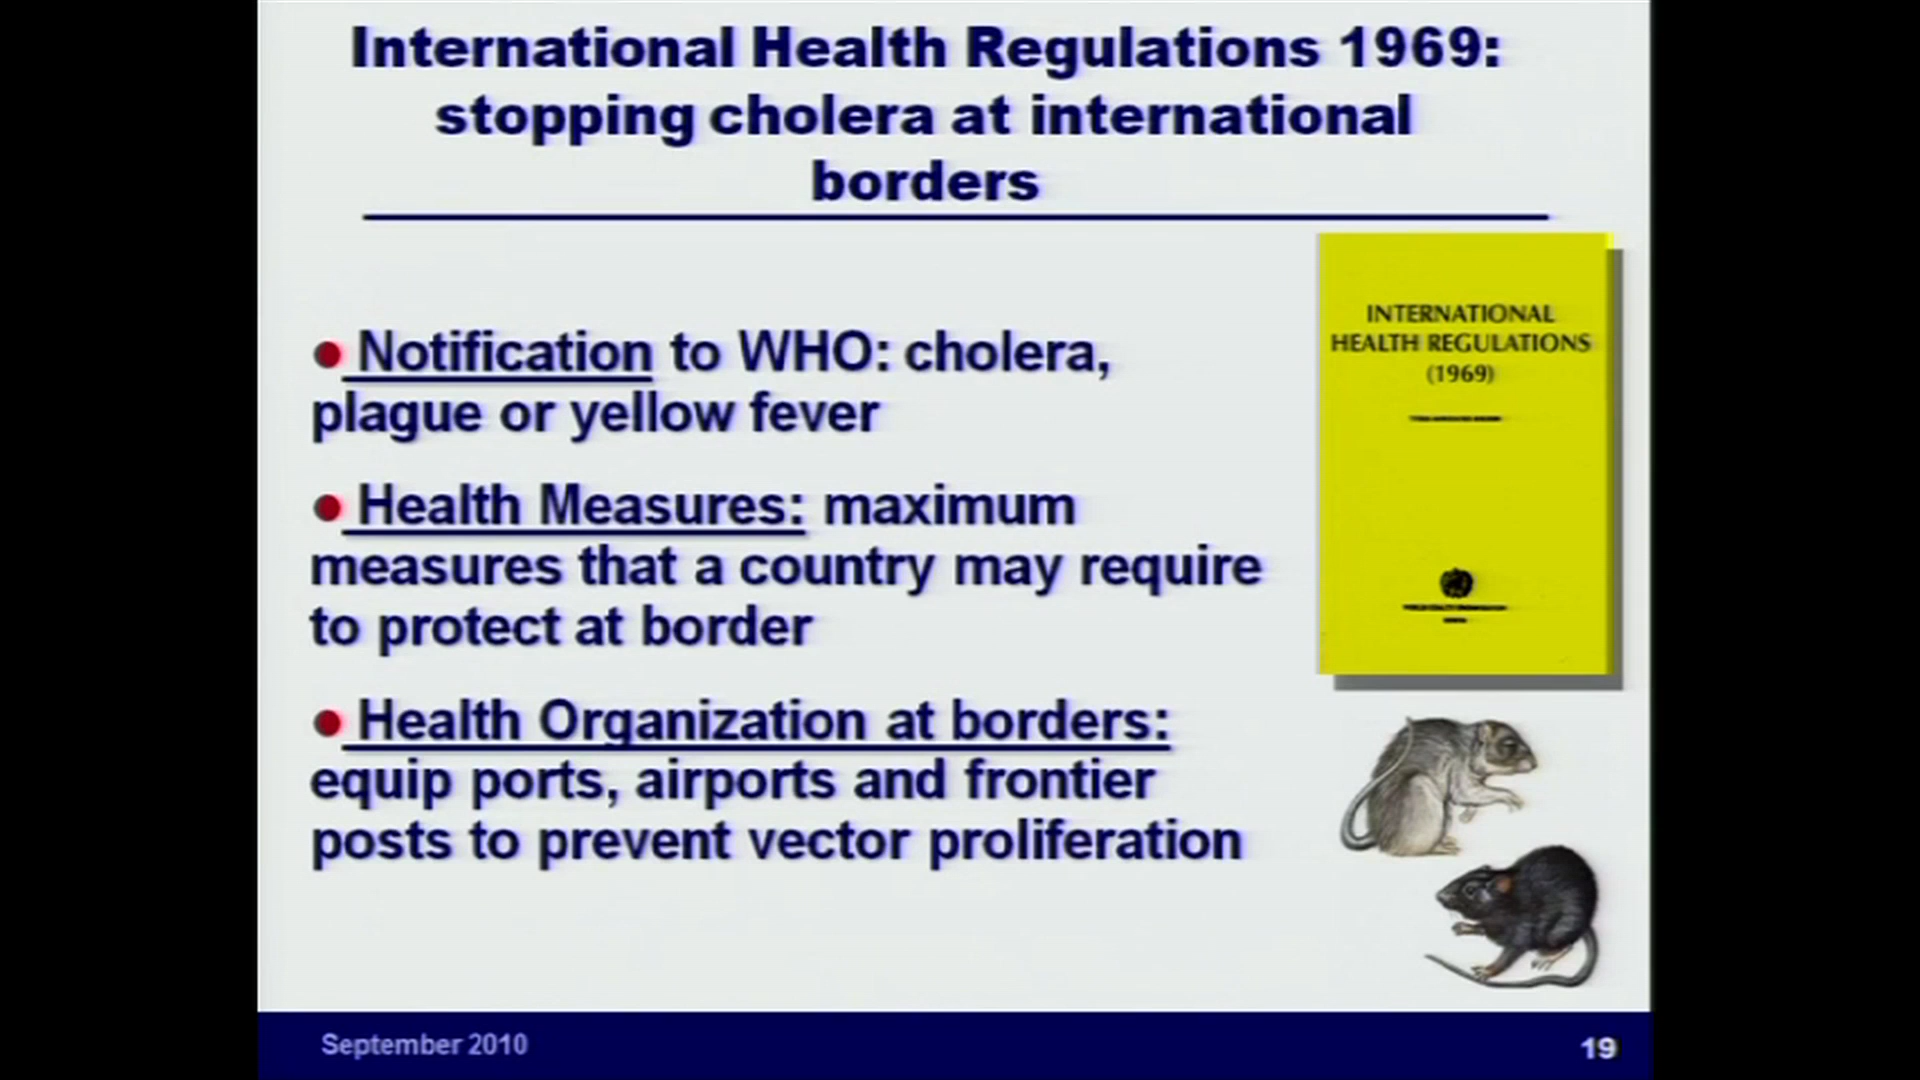 International Health Regulations 1969:
stopping cholera at international
borders
● Notification to WHO: cholera,
plague or yellow fever
● Health Measures: maximum
measures that a country may require
to protect at border
● Health Organization at borders:
equip ports, airports and frontier
posts to prevent vector proliferation
INTERNATIONAL
HEALTH REGULATIONS
(1969)
September 2010
19